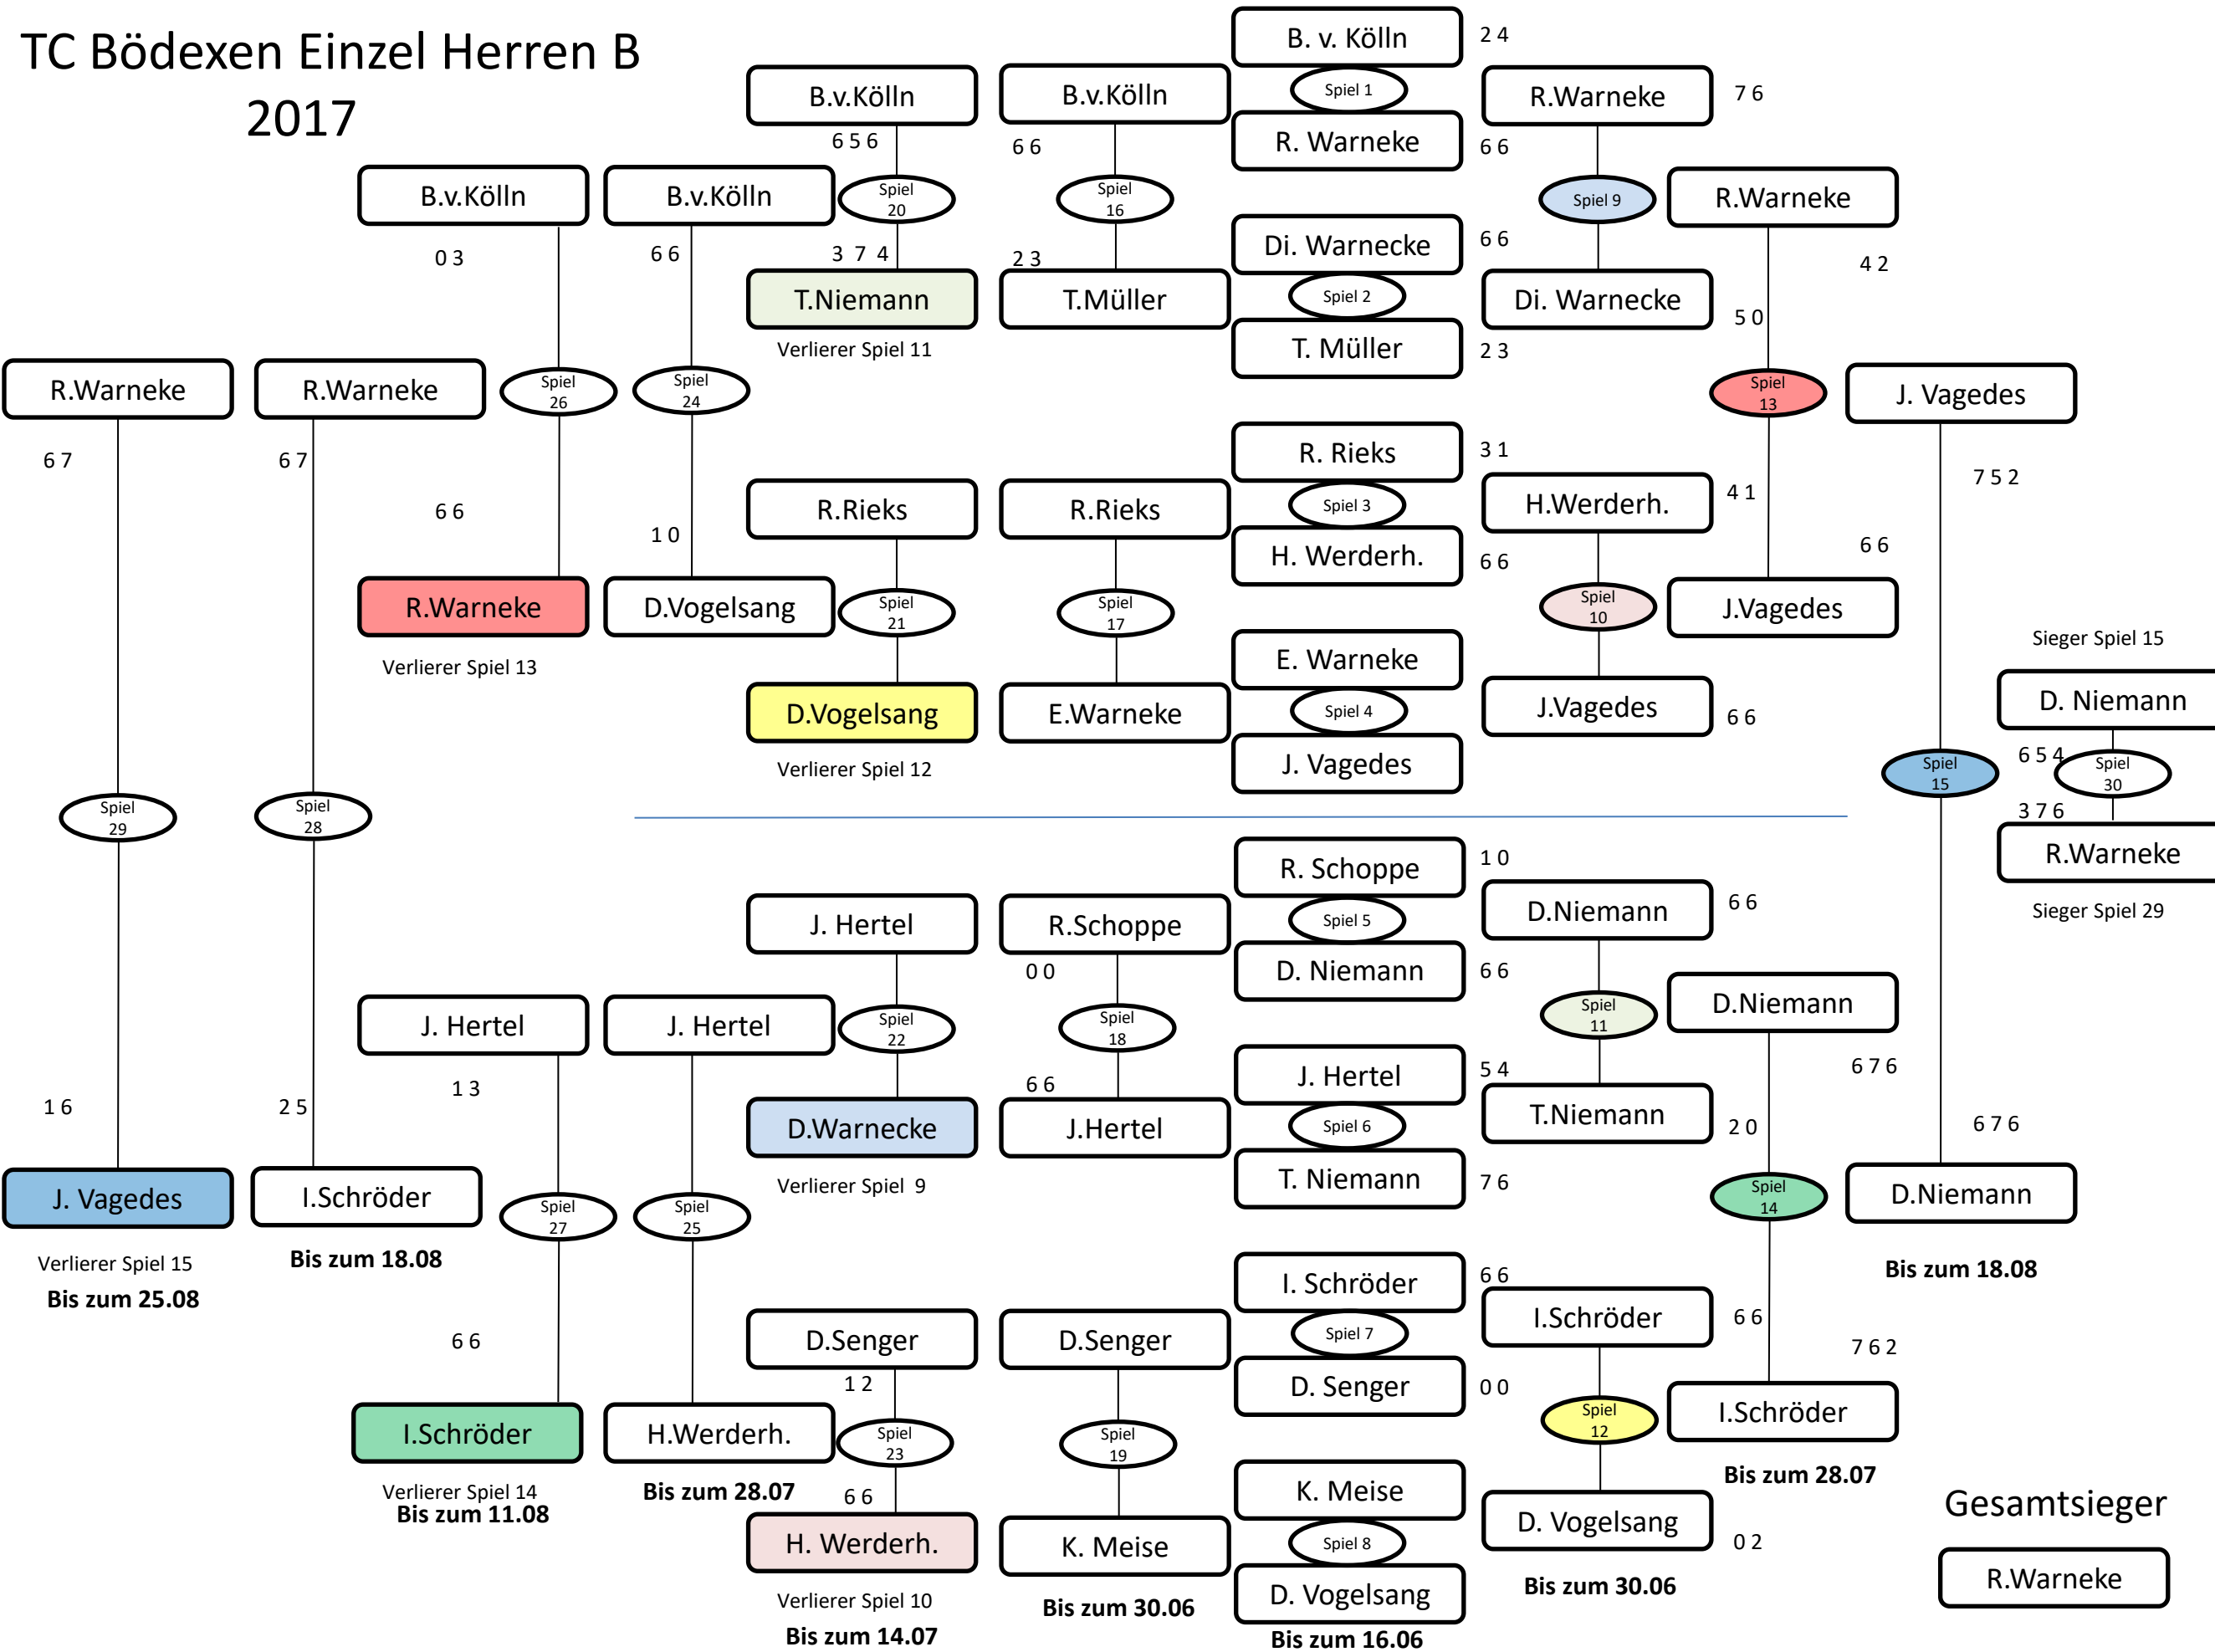 TC Bödexen Einzel Herren B
2017
B. v. Kölln
2 4
Spiel 1
R. Warneke
6 6
Di. Warnecke
6 6
Spiel 2
T. Müller
2 3
R. Rieks
3 1
Spiel 3
H. Werderh.
6 6
E. Warneke
Spiel 4
J. Vagedes
R. Schoppe
1 0
Spiel 5
D. Niemann
6 6
J. Hertel
5 4
Spiel 6
T. Niemann
7 6
I. Schröder
6 6
Spiel 7
D. Senger
0 0
K. Meise
Spiel 8
D. Vogelsang
Bis zum 16.06
R.Warneke
7 6
Spiel 9
Di. Warnecke
5 0
H.Werderh.
4 1
Spiel
10
J.Vagedes
6 6
D.Niemann
6 6
Spiel
11
T.Niemann
2 0
I.Schröder
6 6
Spiel
12
D. Vogelsang
0 2
Bis zum 30.06
R.Warneke
4 2
Spiel
13
6 6
J.Vagedes
D.Niemann
6 7 6
Spiel
14
7 6 2
I.Schröder
Bis zum 28.07
J. Vagedes
7 5 2
Spiel
15
6 7 6
D.Niemann
Bis zum 18.08
Sieger Spiel 15
D. Niemann
6 5 4
Spiel
30
3 7 6
R.Warneke
Sieger Spiel 29
Gesamtsieger
R.Warneke
B.v.Kölln
6 6
Spiel
16
2 3
T.Müller
R.Rieks
Spiel
17
E.Warneke
R.Schoppe
0 0
Spiel
18
6 6
J.Hertel
D.Senger
Spiel
19
K. Meise
Bis zum 30.06
B.v.Kölln
6 5 6
Spiel
20
3 7 4
T.Niemann
Verlierer Spiel 11
R.Rieks
Spiel
21
D.Vogelsang
Verlierer Spiel 12
J. Hertel
Spiel
22
D.Warnecke
Verlierer Spiel 9
D.Senger
1 2
Spiel
23
6 6
H. Werderh.
Verlierer Spiel 10
Bis zum 14.07
B.v.Kölln
6 6
Spiel
24
1 0
D.Vogelsang
J. Hertel
Spiel
25
H.Werderh.
Bis zum 28.07
B.v.Kölln
0 3
Spiel
26
6 6
R.Warneke
Verlierer Spiel 13
J. Hertel
1 3
Spiel
27
6 6
I.Schröder
Verlierer Spiel 14
Bis zum 11.08
R.Warneke
6 7
Spiel
28
2 5
I.Schröder
Bis zum 18.08
R.Warneke
6 7
Spiel
29
1 6
J. Vagedes
Verlierer Spiel 15
Bis zum 25.08